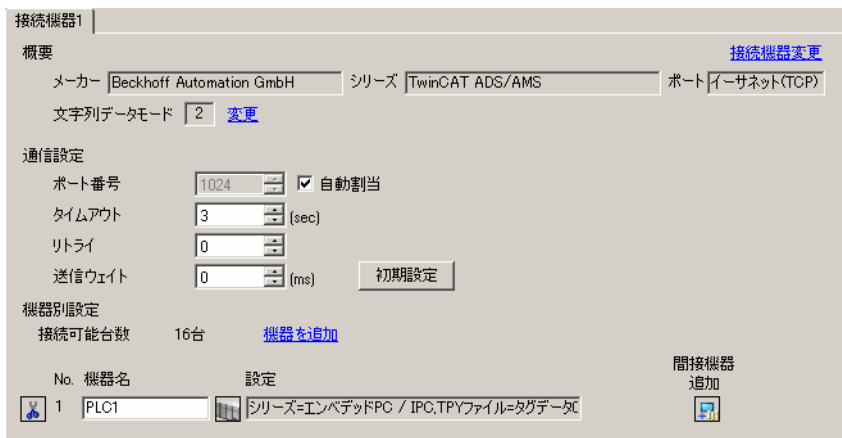 接続機器1
概要 接続機器変更
メーカー Beckhoff Automation GmbH シリーズ TwinCAT ADS/AMS ポート イーサネット(TCP)
文字列データモード 2 変更
通信設定
ポート番号 1024 自動割当
タイムアウト 3 (sec)
リトライ 0
送信ウェイト 0 (ms) 初期設定
機器別設定
接続可能台数 16台 機器を追加
間接機器
No. 機器名 設定 追加
1 PLC1 シリーズ=エンベデッドPC / IPC,TPYファイル=タグデータ